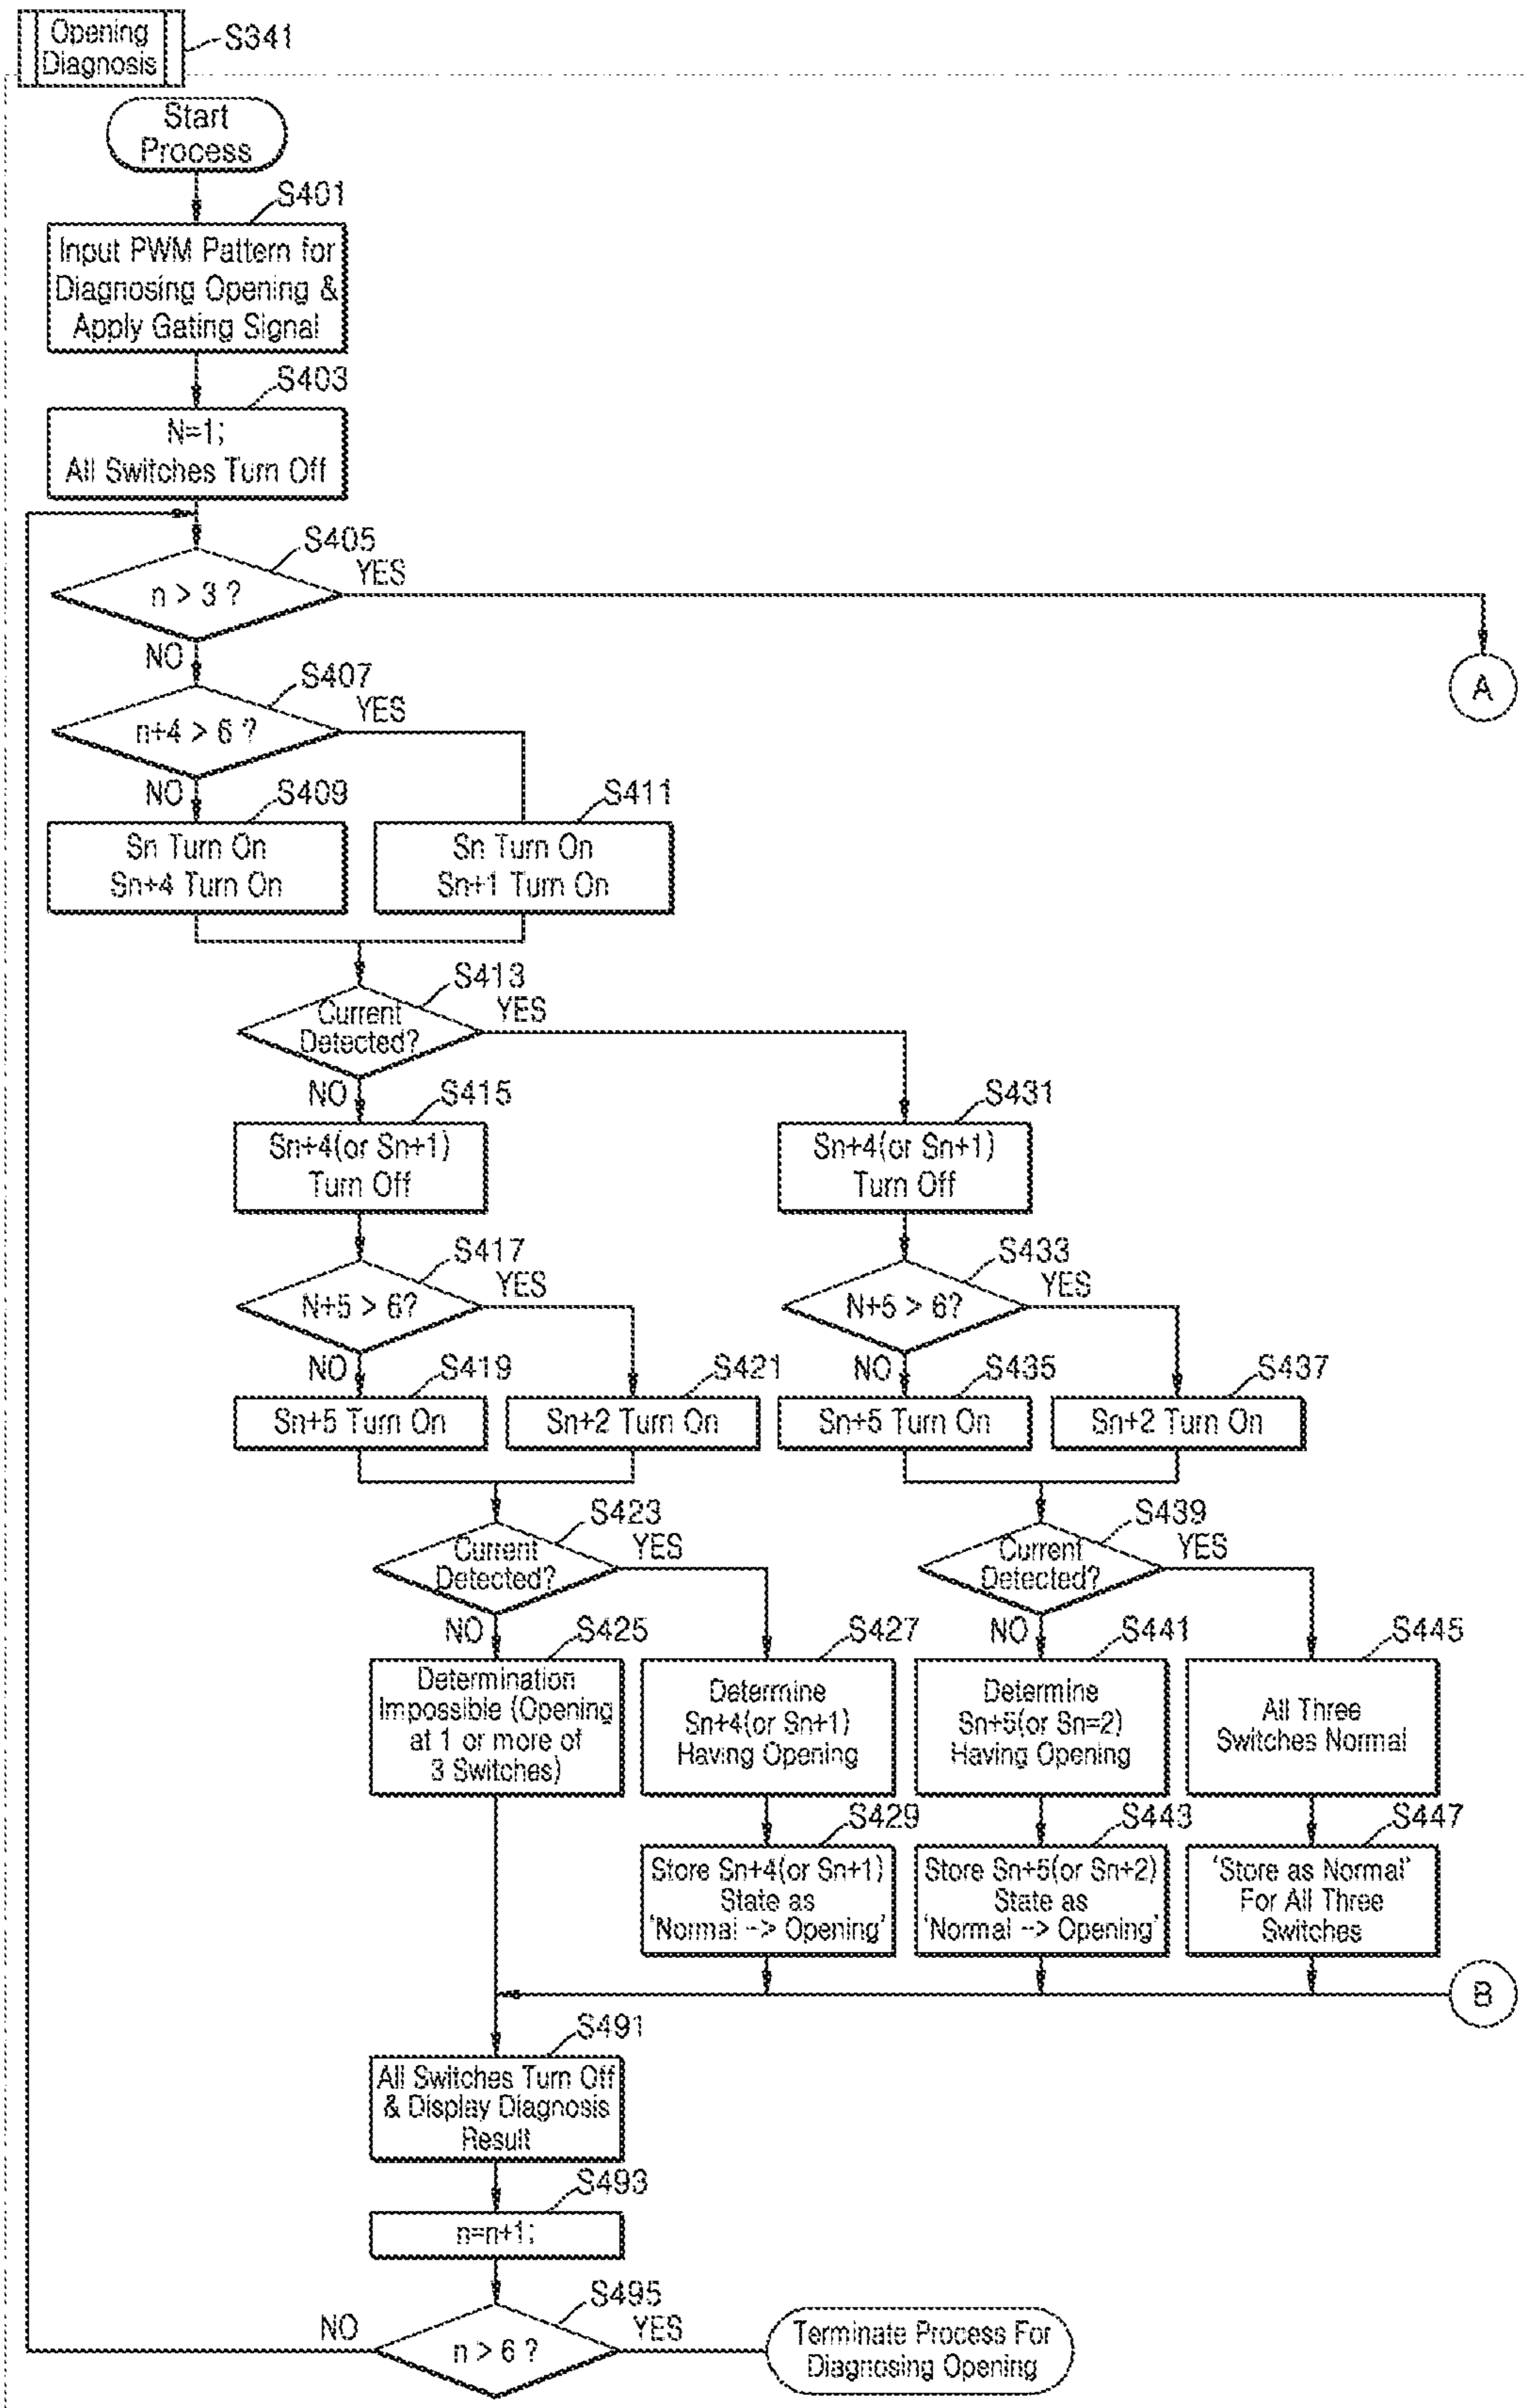 Opening
Diagnosis
S341
Start
Process
S401
Input PWM Pattern for
Diagnosing Opening &
Apply Gating Signal
S403
N=1;
All Switches Turn Off
S405
n > 3 ?
YES
NO
A
S407
n+4 > 6 ?
YES
NO
S409
Sn Turn On
Sn+4 Turn On
S411
Sn Turn On
Sn+1 Turn On
S413
Current
Detected?
YES
NO
S415
Sn+4(or Sn+1)
Turn Off
S431
Sn+4(or Sn+1)
Turn Off
S417
N+5 > 6?
YES
NO
S433
N+5 > 6?
YES
NO
S419
Sn+5 Turn On
S421
Sn+2 Turn On
S435
Sn+5 Turn On
S437
Sn+2 Turn On
S423
Current
Detected?
YES
NO
S439
Current
Detected?
YES
NO
S425
Determination
Impossible (Opening
at 1 or more of
3 Switches)
S427
Determine
Sn+4(or Sn+1)
Having Opening
S441
Determine
Sn+5(or Sn=2)
Having Opening
S445
All Three
Switches Normal
S429
Store Sn+4(or Sn+1)
State as
'Normal --> Opening'
S443
Store Sn+5(or Sn+2)
State as
'Normal --> Opening'
S447
'Store as Normal'
For All Three
Switches
B
S491
All Switches Turn Off
& Display Diagnosis
Result
S493
n=n+1;
S495
n > 6 ?
NO
YES
Terminate Process For
Diagnosing Opening